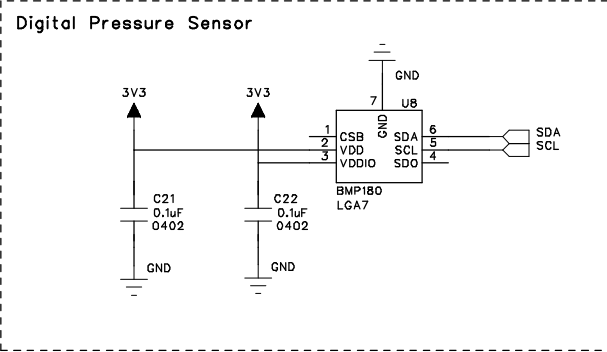 Digital Pressure Sensor
GND
3V3
3V3
7
U8
GND
1
CSB
SDA
6
SDA
2
VDD
SCL
5
SCL
3
VDDIO
SDO
4
BMP180
LGA7
C21
0.1uF
0402
C22
0.1uF
0402
GND
GND